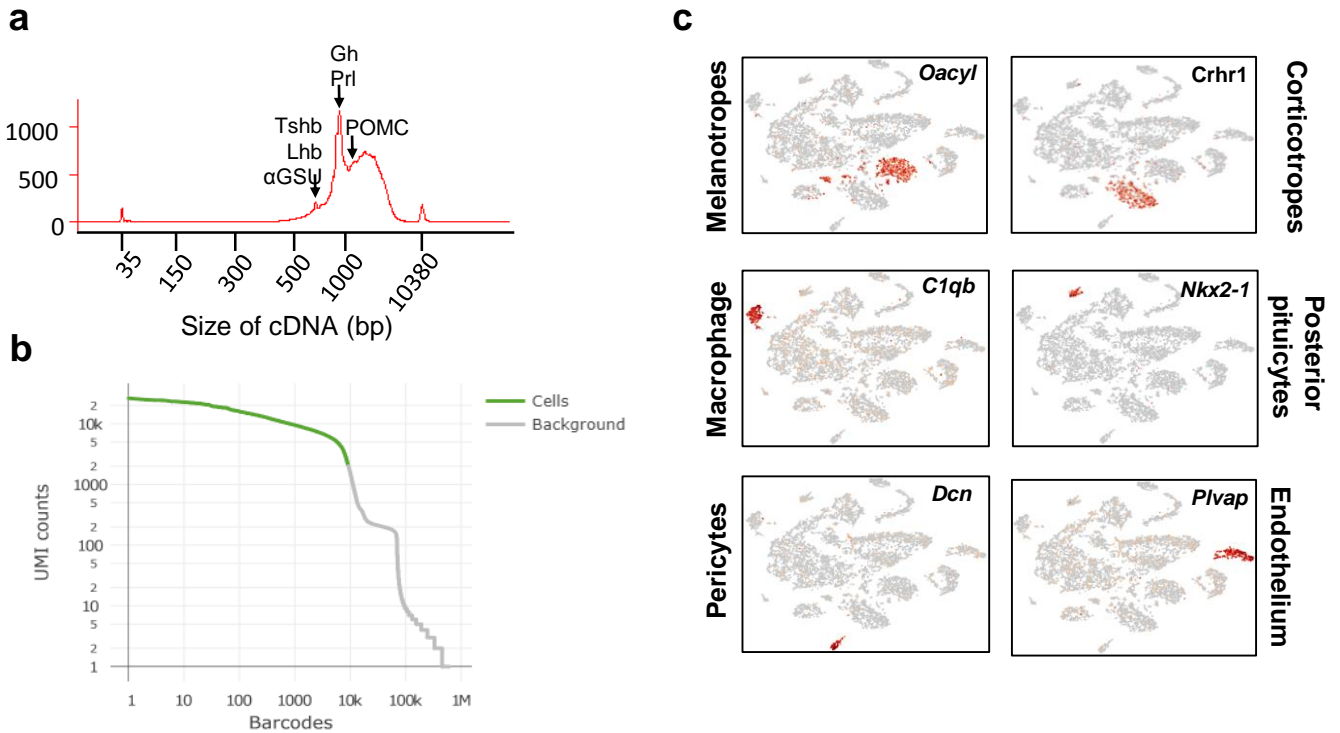 a
Gh
Prl
Tshb
Lhb
αGSU
POMC
1000
500
0
35
150
300
500
1000
10380
Size of cDNA (bp)
b
2
10k
5
2
1000
5
2
100
5
2
10
5
2
1
UMI counts
1
10
100
1000
10k
100k
1M
Barcodes
Cells
Background
c
Melanotropes
Oacyl
Crhr1
Corticotropes
Macrophage
C1qb
Nkx2-1
Posterior
pituicytes
Pericytes
Dcn
Plvap
Endothelium